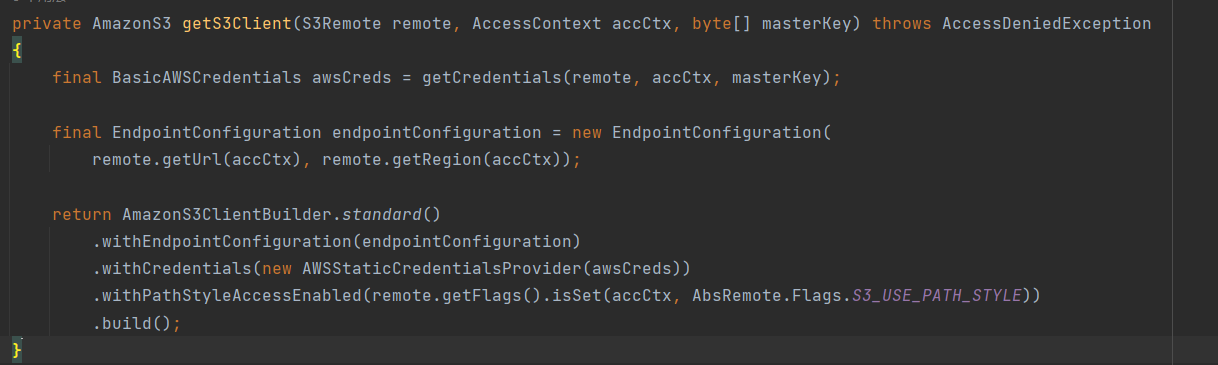 private AmazonS3 getS3Client(S3Remote remote, AccessContext accCtx, byte[] masterKey) throws AccessDeniedException
{
    final BasicAWSCredentials awsCreds = getCredentials(remote, accCtx, masterKey);

    final EndpointConfiguration endpointConfiguration = new EndpointConfiguration(
        remote.getUrl(accCtx), remote.getRegion(accCtx));

    return AmazonS3ClientBuilder.standard()
        .withEndpointConfiguration(endpointConfiguration)
        .withCredentials(new AWSStaticCredentialsProvider(awsCreds))
        .withPathStyleAccessEnabled(remote.getFlags().isSet(accCtx, AbsRemote.Flags.S3_USE_PATH_STYLE))
        .build();
}